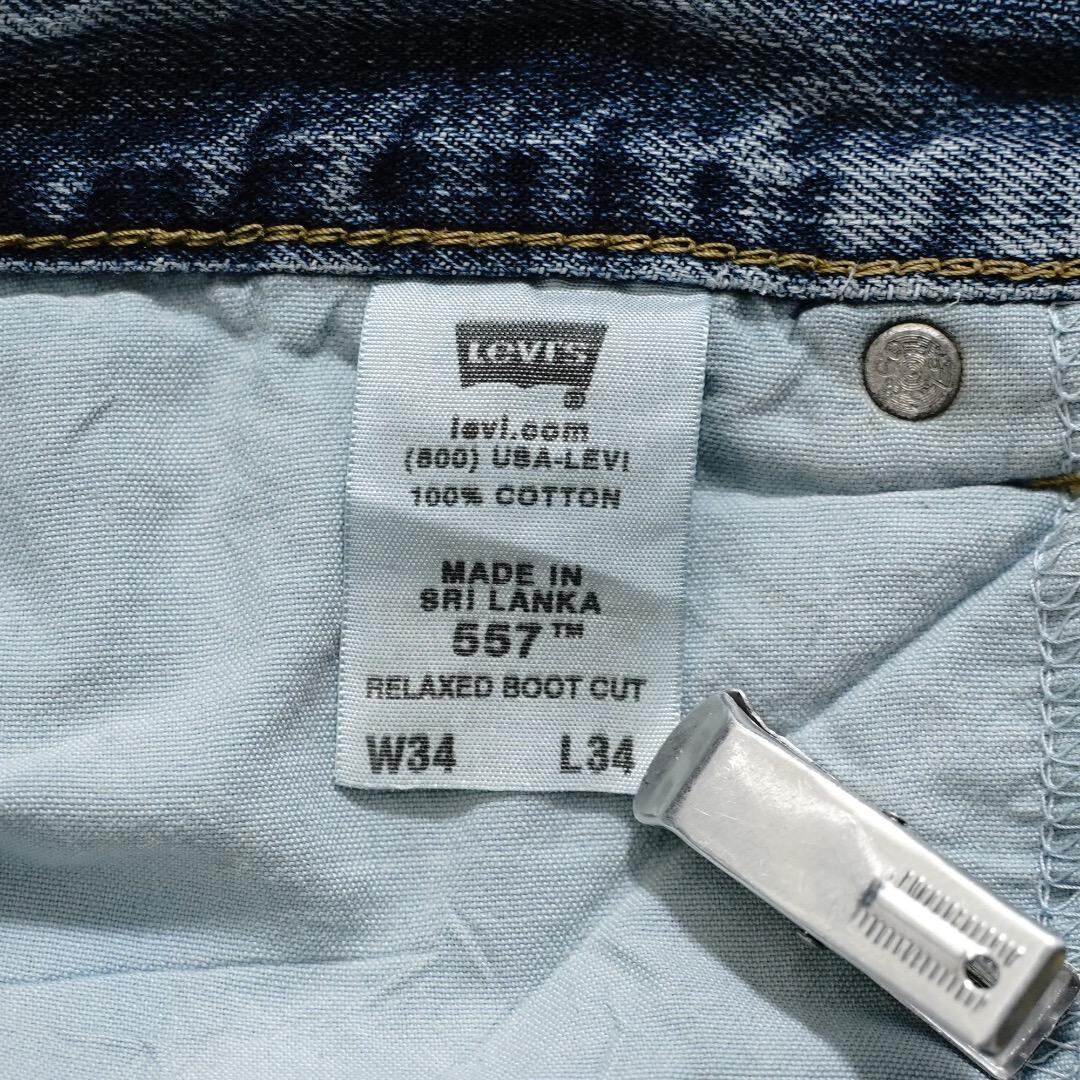 LEVI'S
®
levi.com
(800) USA-LEVI
100% COTTON
MADE IN
SRI LANKA
557™
RELAXED BOOT CUT
W34 L34